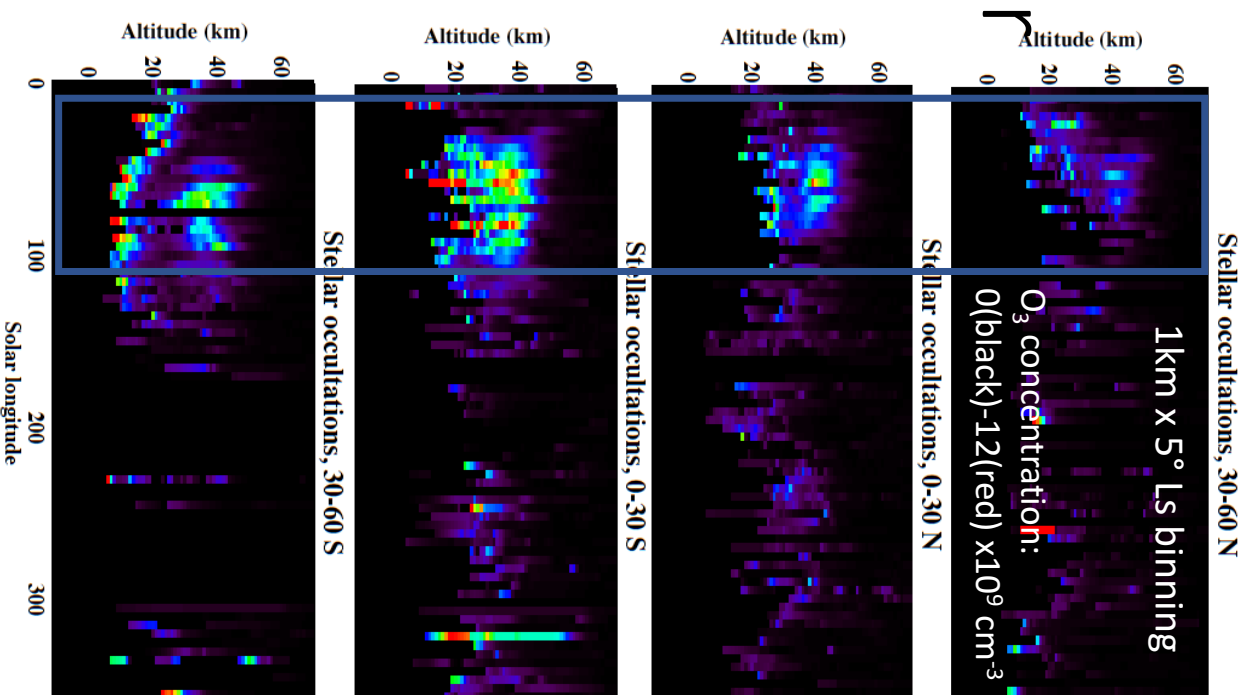 Stellar occultations, 30-60 N
Altitude (km)
60
40
20
0
1km x 5° Ls binning
O₃ concentration:
0(black)-12(red) x10⁹ cm⁻³
Stellar occultations, 0-30 N
Altitude (km)
60
40
20
0
Stellar occultations, 0-30 S
Altitude (km)
60
40
20
0
Stellar occultations, 30-60 S
Altitude (km)
60
40
20
0
0 100 200 300
Solar longitude